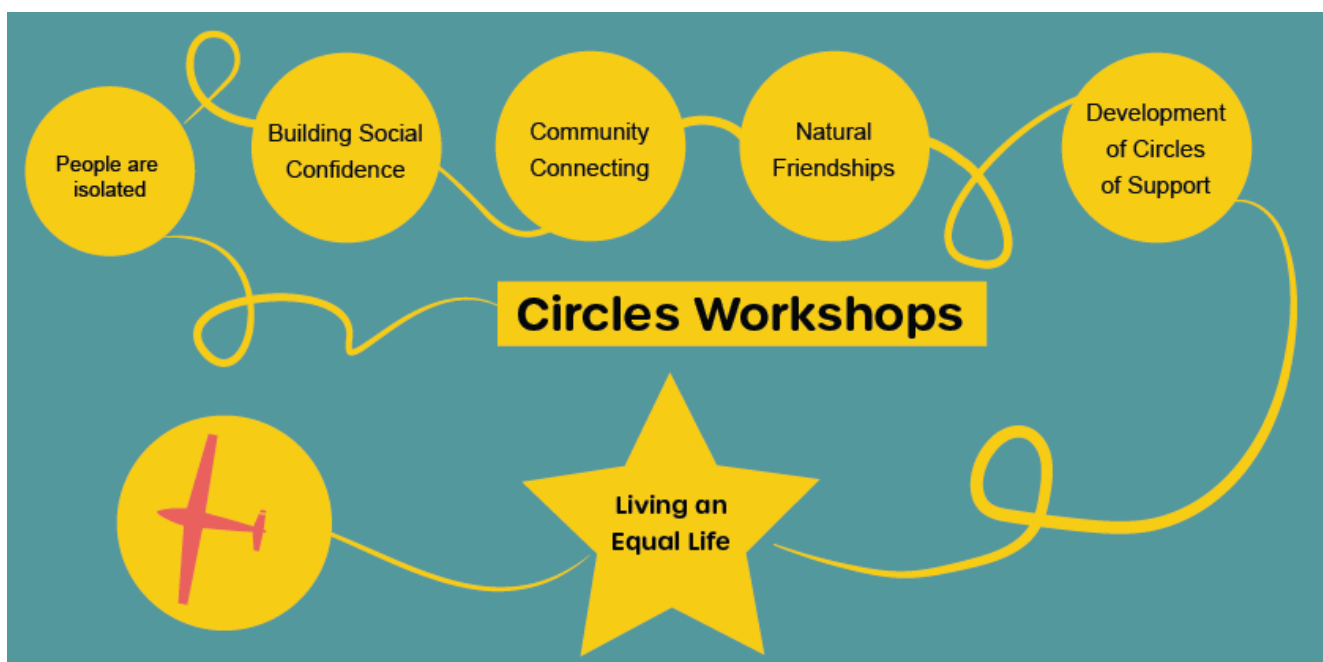 People are
isolated
Building Social
Confidence
Community
Connecting
Natural
Friendships
Development
of Circles
of Support
Circles Workshops
Living an
Equal Life